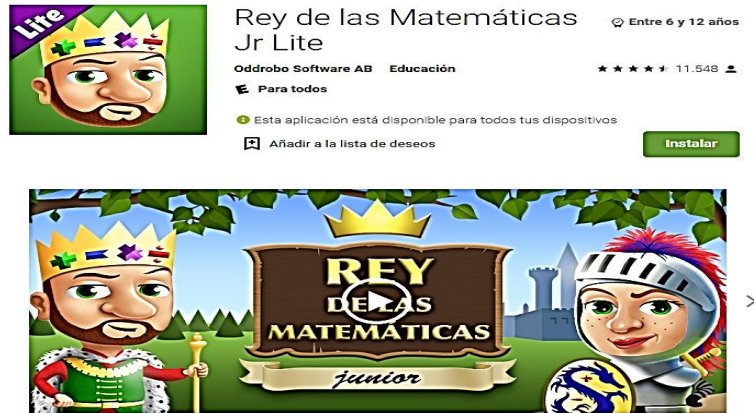 Lite
Rey de las Matemáticas
Jr Lite
Entre 6 y 12 años
Oddrobo Software AB Educación
11.548
Para todos
Esta aplicación está disponible para todos tus dispositivos
Añadir a la lista de deseos
Instalar
REY
DE LAS
MATEMÁTICAS
junior